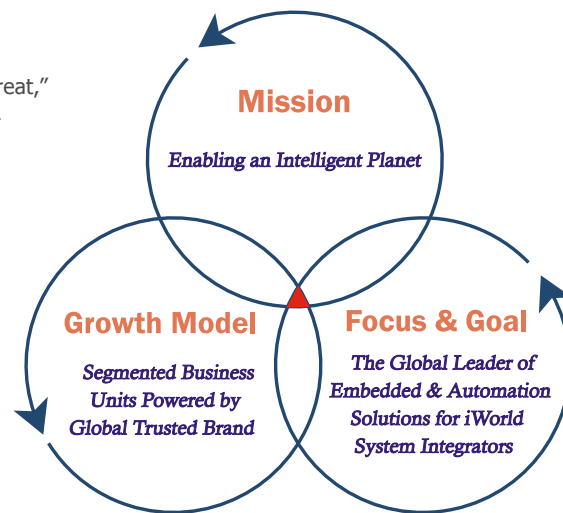 reat,”
Mission
Enabling an Intelligent Planet
Growth Model
Segmented Business
Units Powered by
Global Trusted Brand
Focus & Goal
The Global Leader of
Embedded & Automation
Solutions for iWorld
System Integrators